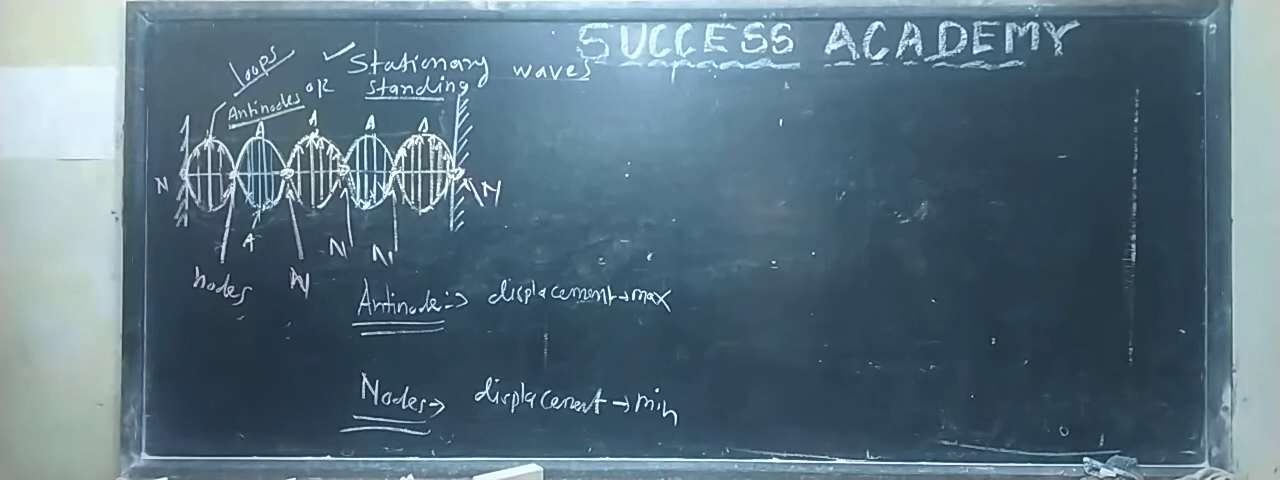 SUCCESS ACADEMY
Loops
✓ Stationary waves
or standing
Antinodes
A A A A
N N
A
N N
nodes N
Antinode :→ displacement → max
Nodes → displacement → min